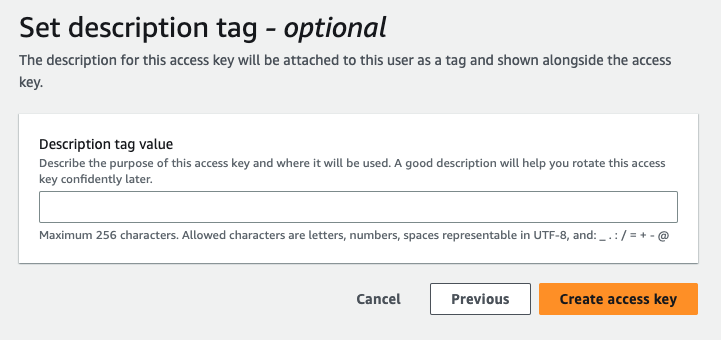 Set description tag - optional
The description for this access key will be attached to this user as a tag and shown alongside the access
key.
Description tag value
Describe the purpose of this access key and where it will be used. A good description will help you rotate this access
key confidently later.
Maximum 256 characters. Allowed characters are letters, numbers, spaces representable in UTF-8, and: _ . : / = + - @
Cancel
Previous
Create access key